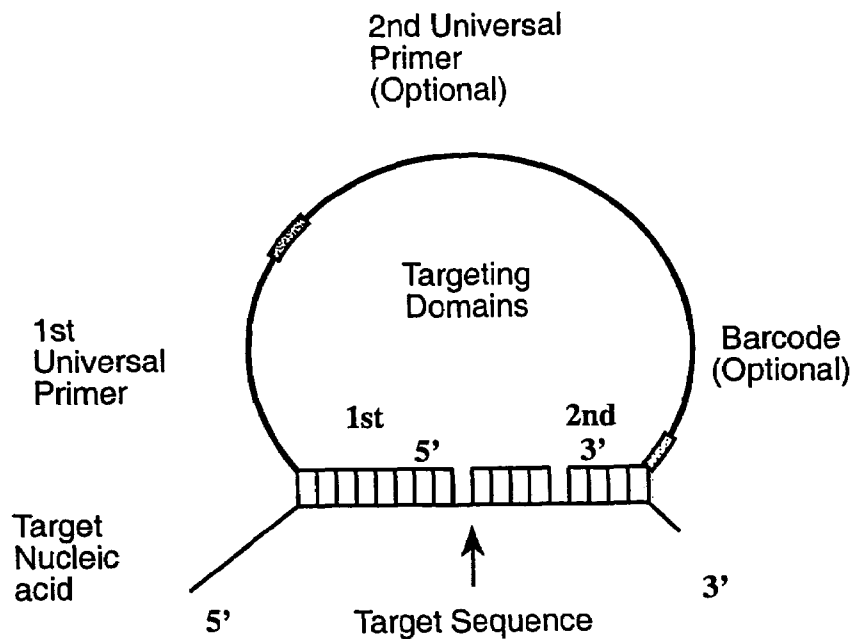 2nd Universal
Primer
(Optional)
Targeting
Domains
1st
Universal
Primer
Barcode
(Optional)
1st
2nd
5’
3’
Target
Nucleic
acid
5’
Target Sequence
3’